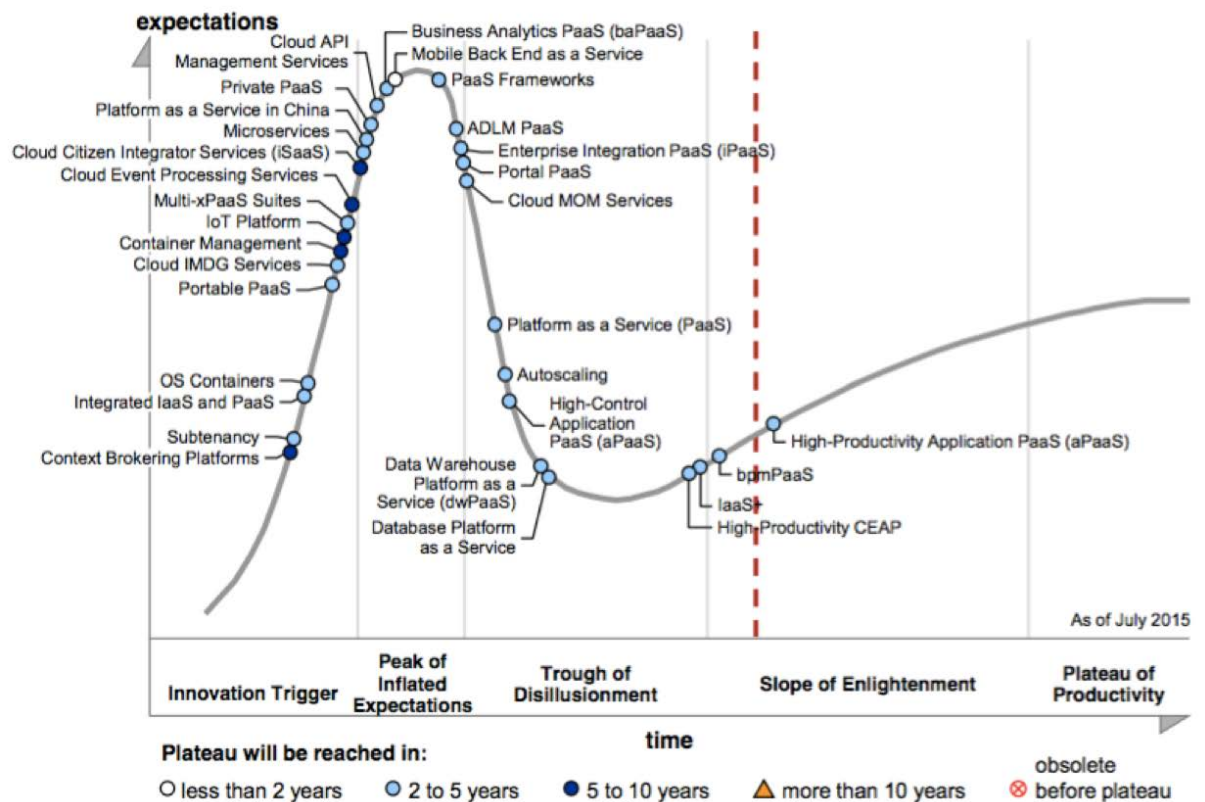 expectations
Business Analytics PaaS (baPaaS)
Cloud API
Management Services
Mobile Back End as a Service
Private PaaS
PaaS Frameworks
Platform as a Service in China
Microservices
ADLM PaaS
Cloud Citizen Integrator Services (iSaaS)
Enterprise Integration PaaS (iPaaS)
Cloud Event Processing Services
Portal PaaS
Multi-xPaaS Suites
Cloud MOM Services
IoT Platform
Container Management
Cloud IMDG Services
Portable PaaS
Platform as a Service (PaaS)
OS Containers
Autoscaling
Integrated IaaS and PaaS
High-Control
Application
PaaS (aPaaS)
Subtenancy
High-Productivity Application PaaS (aPaaS)
Context Brokering Platforms
Data Warehouse
Platform as a
Service (dwPaaS)
bpmPaaS
IaaS+
Database Platform
as a Service
High-Productivity CEAP
As of July 2015
Innovation Trigger
Peak of
Inflated
Expectations
Trough of
Disillusionment
Slope of Enlightenment
Plateau of
Productivity
time
Plateau will be reached in:
less than 2 years
2 to 5 years
5 to 10 years
more than 10 years
obsolete
before plateau